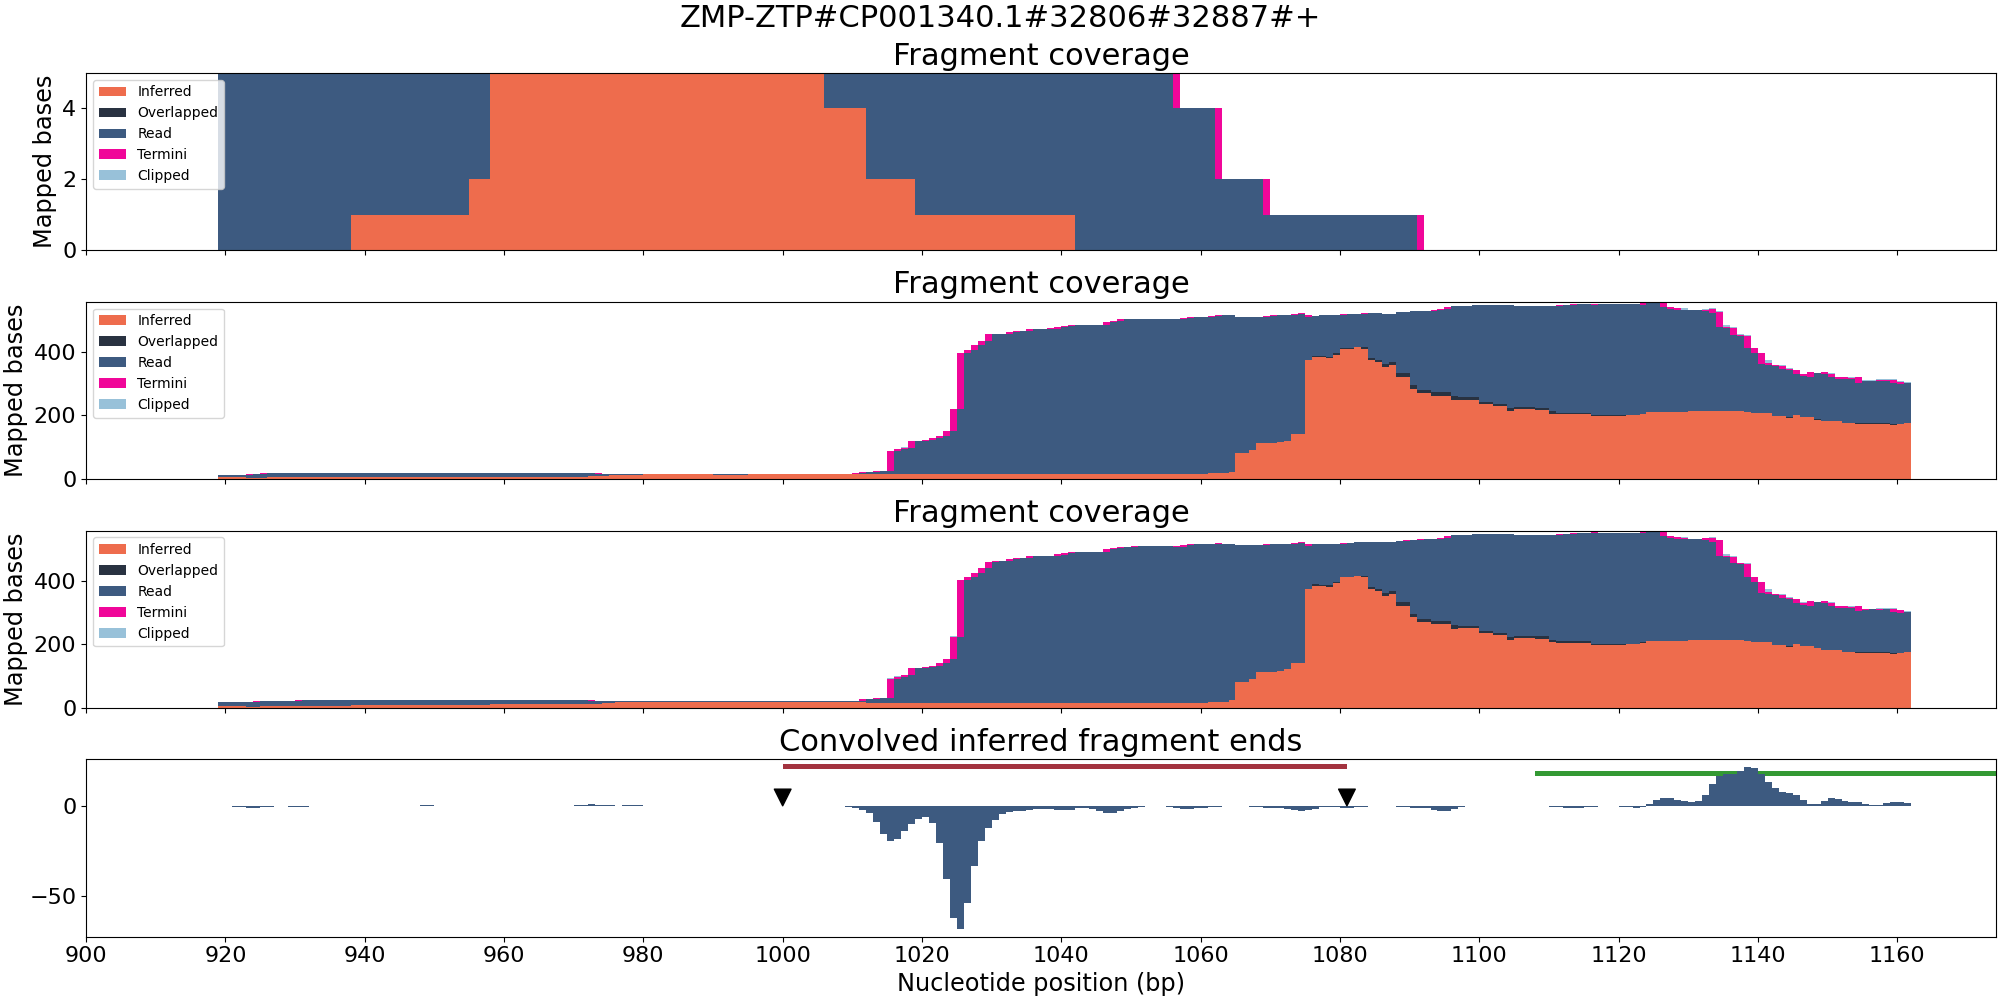 ZMP-ZTP#CP001340.1#32806#32887#+
Fragment coverage
Mapped bases
4
2
0
Inferred
Overlapped
Read
Termini
Clipped
Fragment coverage
Mapped bases
400
200
0
Inferred
Overlapped
Read
Termini
Clipped
Fragment coverage
Mapped bases
400
200
0
Inferred
Overlapped
Read
Termini
Clipped
Convolved inferred fragment ends
0
−50
900 920 940 960 980 1000 1020 1040 1060 1080 1100 1120 1140 1160
Nucleotide position (bp)